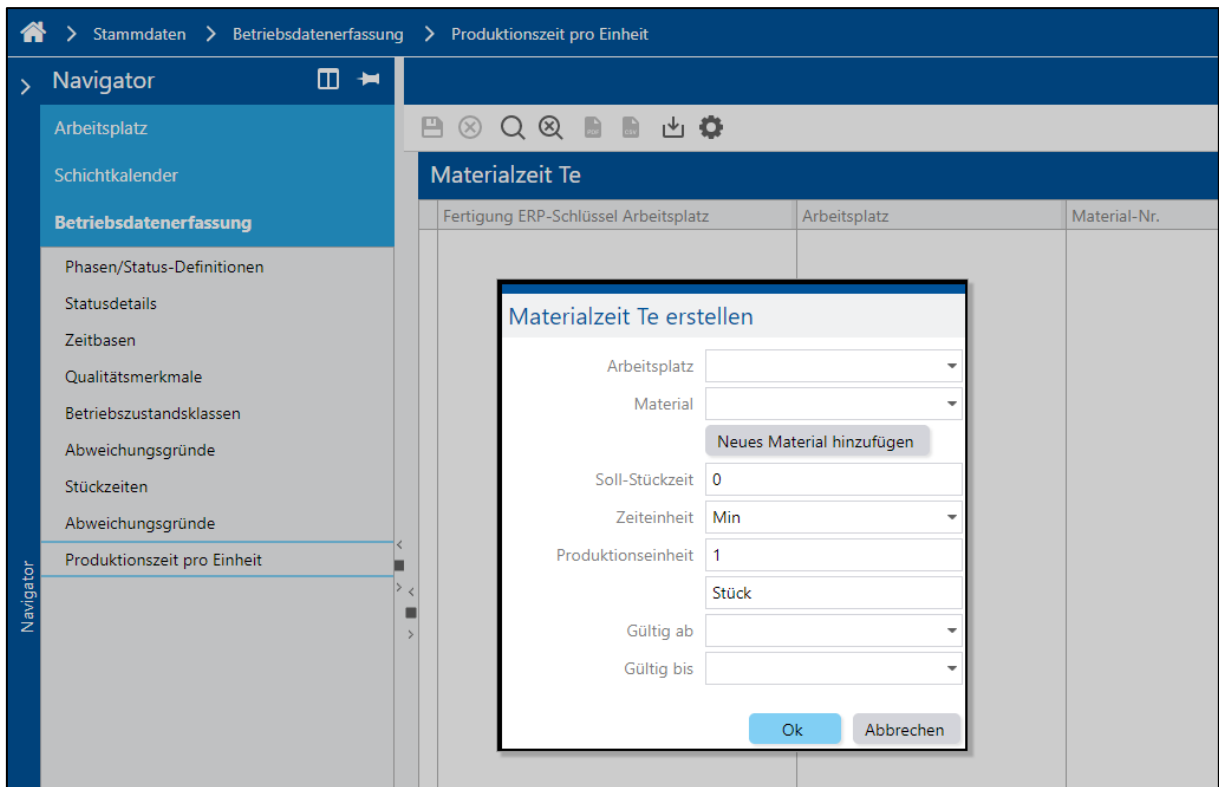 Stammdaten > Betriebsdatenerfassung > Produktionszeit pro Einheit
Navigator
Arbeitsplatz
Schichtkalender
Betriebsdatenerfassung
Phasen/Status-Definitionen
Statusdetails
Zeitbasen
Qualitätsmerkmale
Betriebszustandsklassen
Abweichungsgründe
Stückzeiten
Abweichungsgründe
Produktionszeit pro Einheit
Navigator
Materialzeit Te
Fertigung ERP-Schlüssel Arbeitsplatz Arbeitsplatz Material-Nr.
Materialzeit Te erstellen
Arbeitsplatz
Material
Neues Material hinzufügen
Soll-Stückzeit 0
Zeiteinheit Min
Produktionseinheit 1
Stück
Gültig ab
Gültig bis
Ok Abbrechen